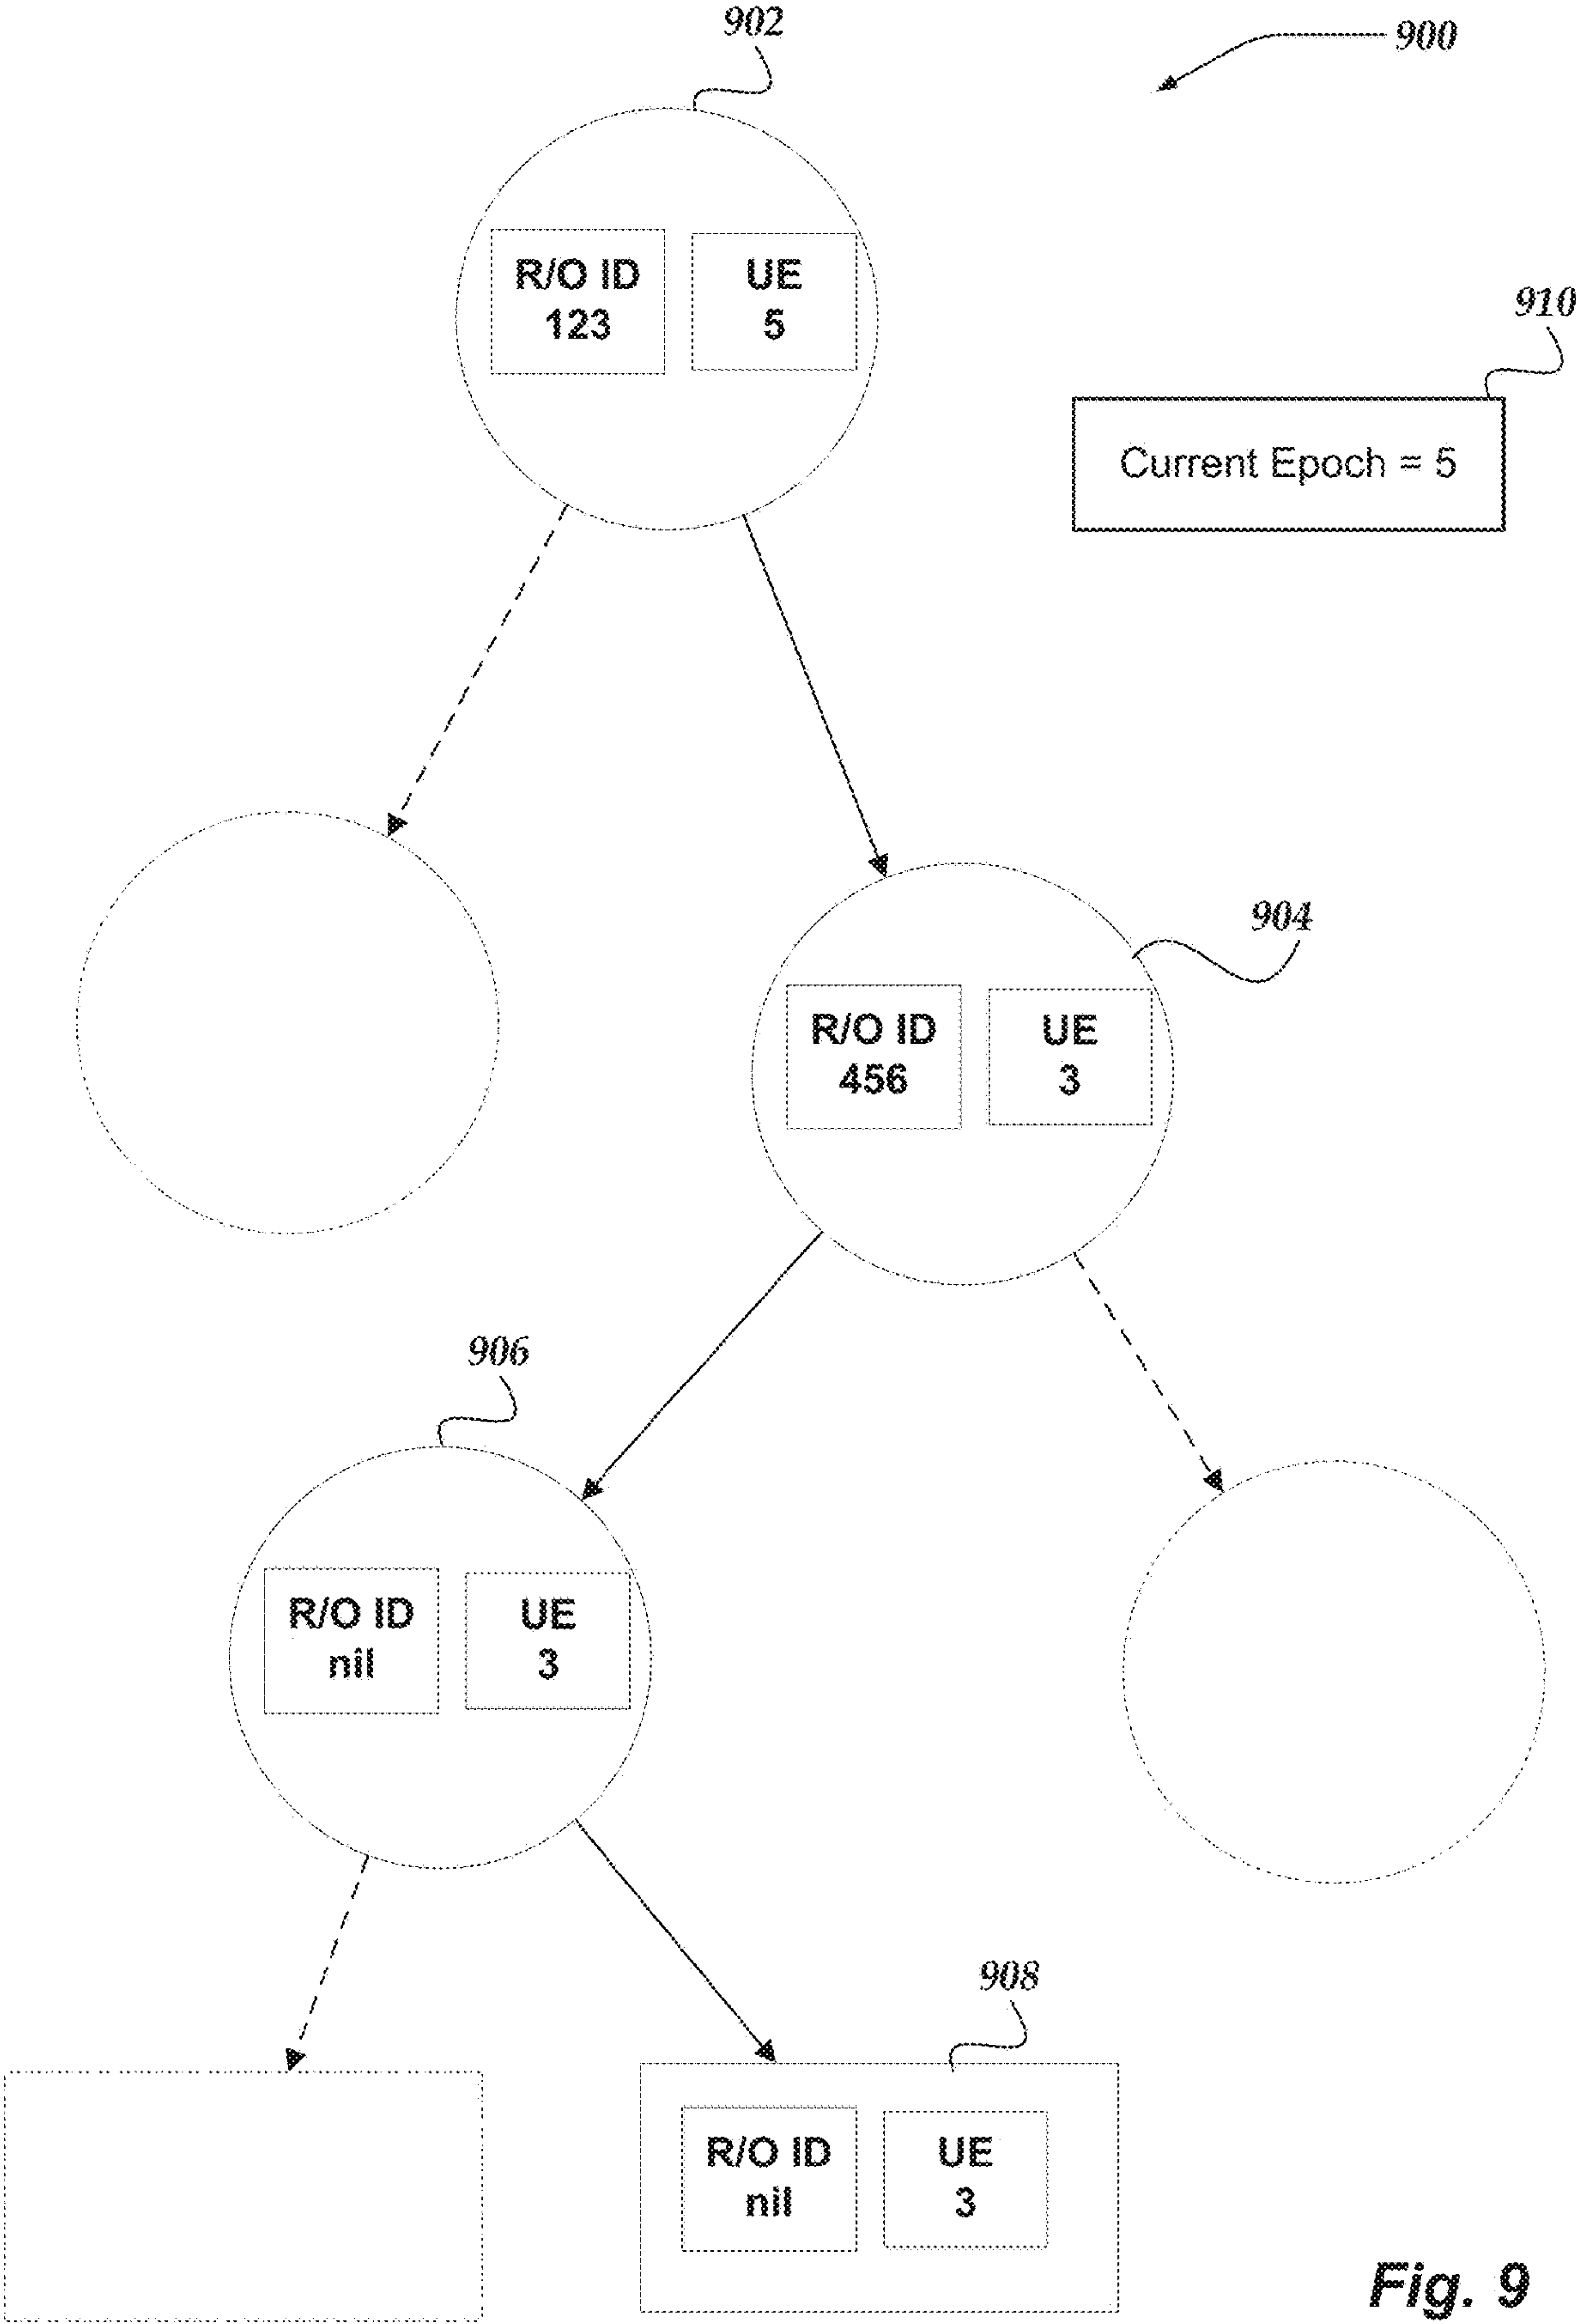 902
900
R/O ID
123
UE
5
910
Current Epoch = 5
904
R/O ID
456
UE
3
906
R/O ID
nil
UE
3
908
R/O ID
nil
UE
3
Fig. 9